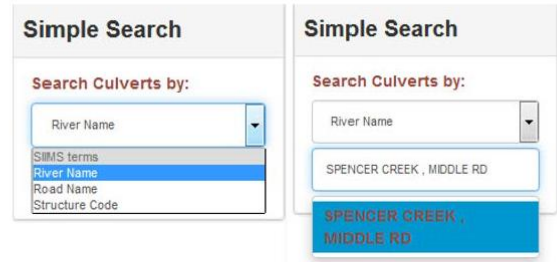 Simple Search
Search Culverts by:
River Name
SIIMS terms
River Name
Road Name
Structure Code
Simple Search
Search Culverts by:
River Name
SPENCER CREEK , MIDDLE RD
SPENCER CREEK ,
MIDDLE RD